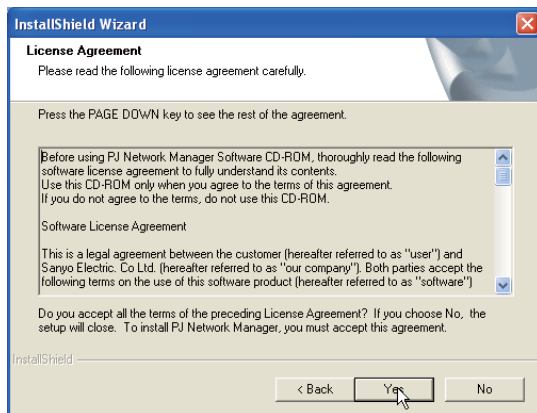 InstallShield Wizard
License Agreement
Please read the following license agreement carefully.
Press the PAGE DOWN key to see the rest of the agreement.
Before using PJ Network Manager Software CD-ROM, thoroughly read the following
software license agreement to fully understand its contents.
Use this CD-ROM only when you agree to the terms of this agreement.
If you do not agree to the terms, do not use this CD-ROM.
Software License Agreement
This is a legal agreement between the customer (hereafter referred to as "user") and
Sanyo Electric. Co Ltd. (hereafter referred to as "our company"). Both parties accept the
following terms on the use of this software product (hereafter referred to as "software")
Do you accept all the terms of the preceding License Agreement? If you choose No, the
setup will close. To install PJ Network Manager, you must accept this agreement.
InstallShield
< Back Yes No